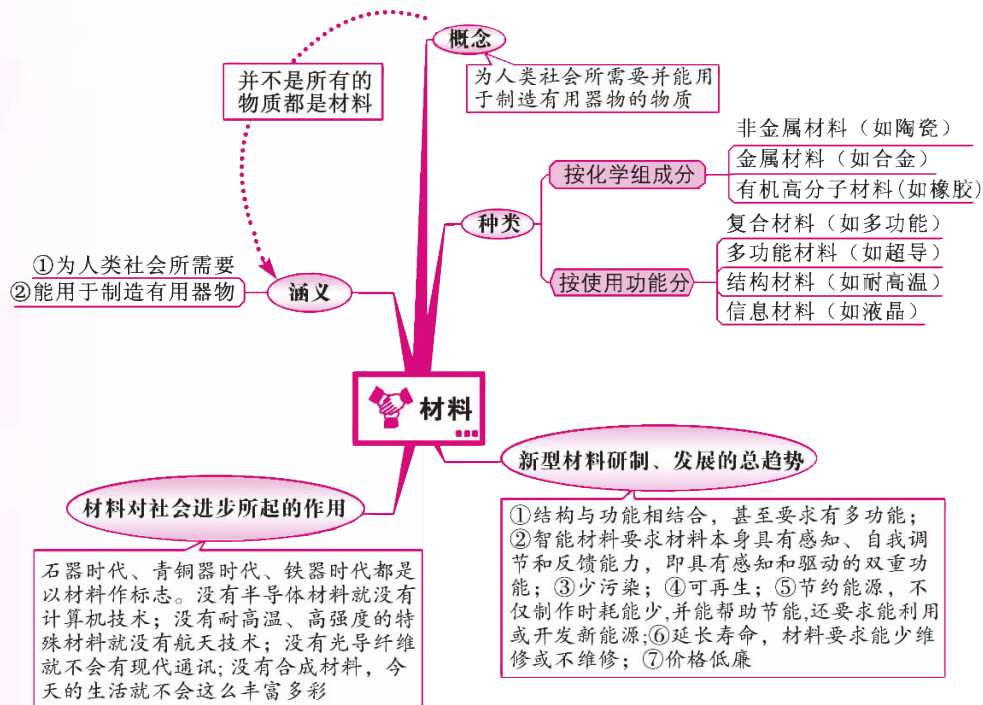 概念
为人类社会所需要并能用
于制造有用器物的物质
并不是所有的
物质都是材料
种类
按化学组成分
非金属材料（如陶瓷）
金属材料（如合金）
有机高分子材料(如橡胶)
按使用功能分
复合材料（如多功能）
多功能材料（如超导）
结构材料（如耐高温）
信息材料（如液晶）
①为人类社会所需要
②能用于制造有用器物
涵义
材料
新型材料研制、发展的总趋势
①结构与功能相结合，甚至要求有多功能；
②智能材料要求材料本身具有感知、自我调
节和反馈能力，即具有感知和驱动的双重功
能；③少污染；④可再生；⑤节约能源，不
仅制作时耗能少,并能帮助节能,还要求能利用
或开发新能源;⑥延长寿命，材料要求能少维
修或不维修；⑦价格低廉
材料对社会进步所起的作用
石器时代、青铜器时代、铁器时代都是
以材料作标志。没有半导体材料就没有
计算机技术；没有耐高温、高强度的特
殊材料就没有航天技术；没有光导纤维
就不会有现代通讯;没有合成材料，今
天的生活就不会这么丰富多彩